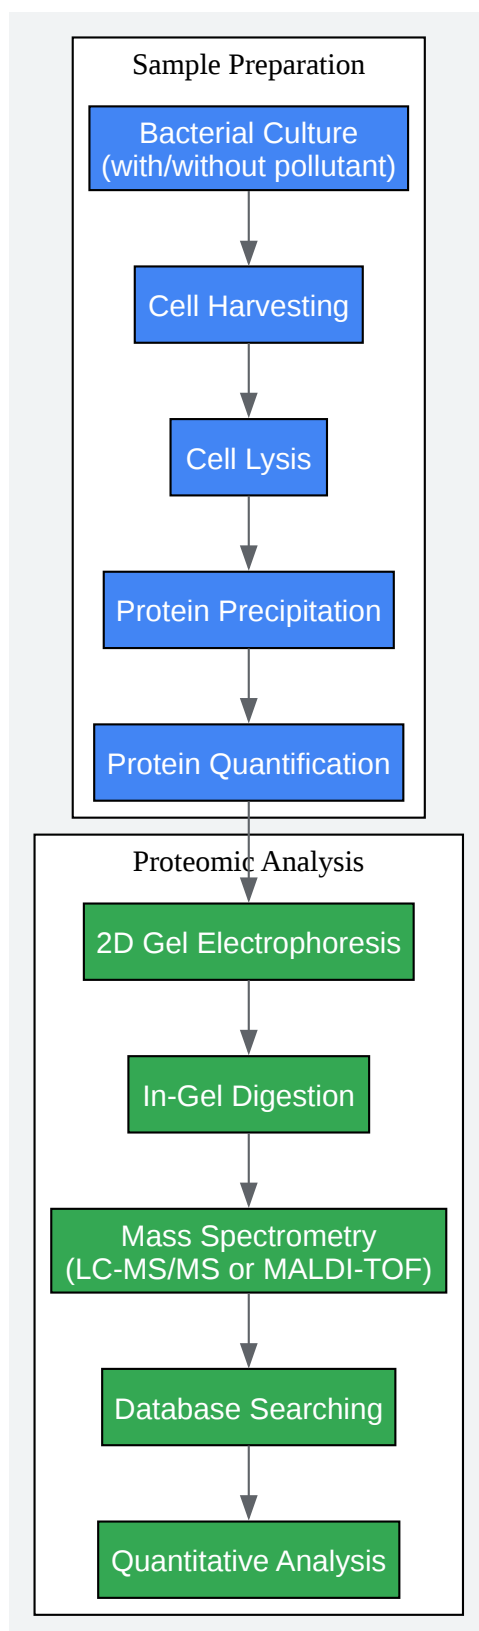 Sample Preparation
Bacterial Culture
(with/without pollutant)
Cell Harvesting
Cell Lysis
Protein Precipitation
Protein Quantification
Proteomic Analysis
2D Gel Electrophoresis
In-Gel Digestion
Mass Spectrometry
(LC-MS/MS or MALDI-TOF)
Database Searching
Quantitative Analysis